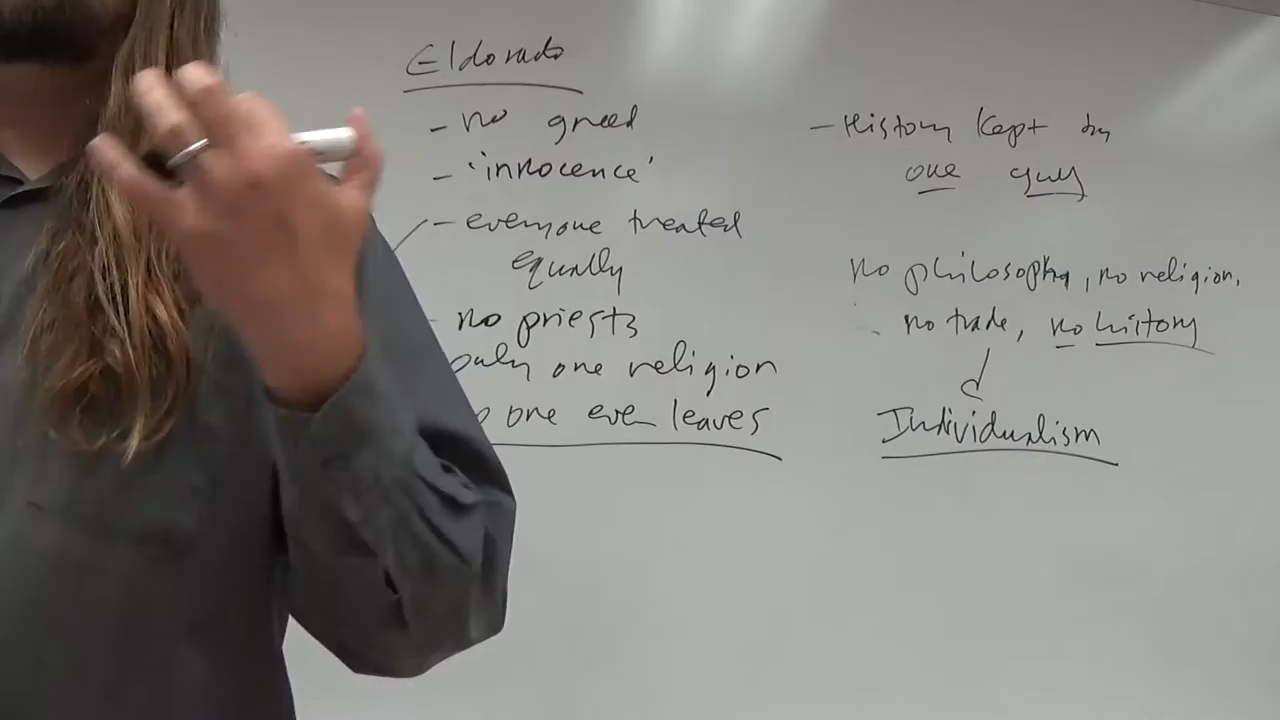 Eldorado
- no greed
- 'innocence'
- everyone treated
equally
no priests
only one religion
one ever leaves
- History kept by
one guy
no philosophy, no religion,
no trade, no history
Individualism